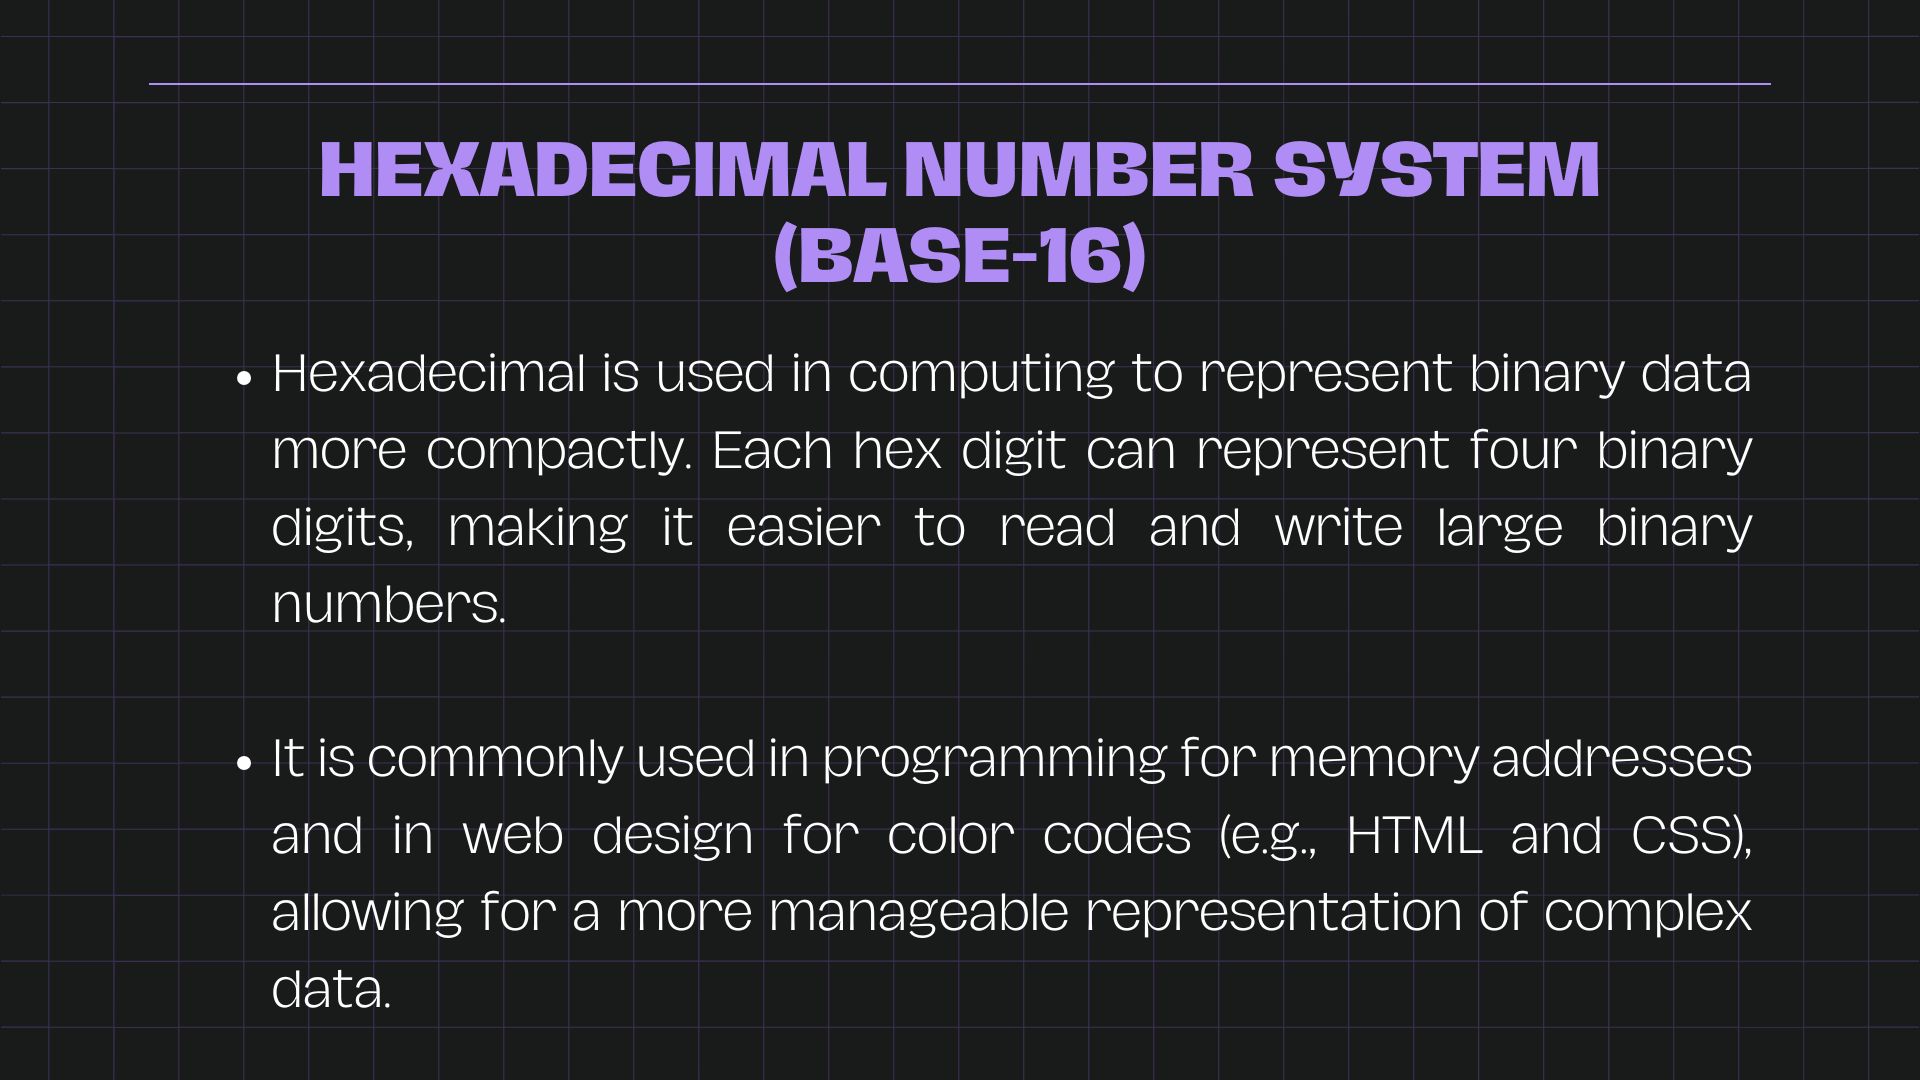 HEXADECIMAL NUMBER SYSTEM
(BASE-16)
• Hexadecimal is used in computing to represent binary data
more compactly. Each hex digit can represent four binary
digits, making it easier to read and write large binary
numbers.
• It is commonly used in programming for memory addresses
and in web design for color codes (e.g., HTML and CSS),
allowing for a more manageable representation of complex
data.